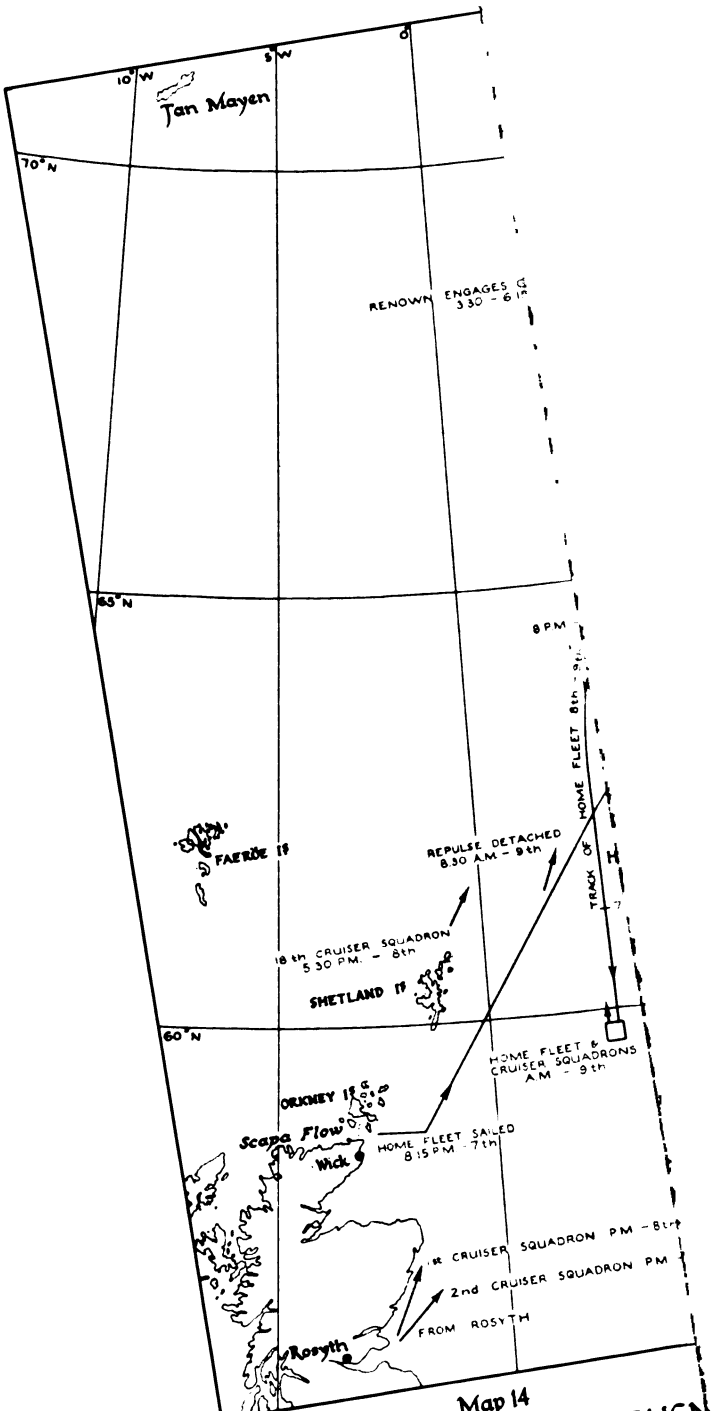 10° W
5° W
0°
Jan Mayen
70° N
RENOWN ENGAGES
3.30 - 6
65° N
8 PM
TRACK OF HOME FLEET 8th - 9th
FAERÖE Is
REPULSE DETACHED
8.30 A.M - 9th
H
7
18th CRUISER SQUADRON
5.30 P.M. - 8th
SHETLAND Is
60° N
HOME FLEET &
CRUISER SQUADRONS
A.M - 9th
ORKNEY Is
Scapa Flow
HOME FLEET SAILED
8.15 P.M - 7th
Wick
1st CRUISER SQUADRON PM - 8th
2nd CRUISER SQUADRON PM
FROM ROSYTH
Rosyth
Map 14